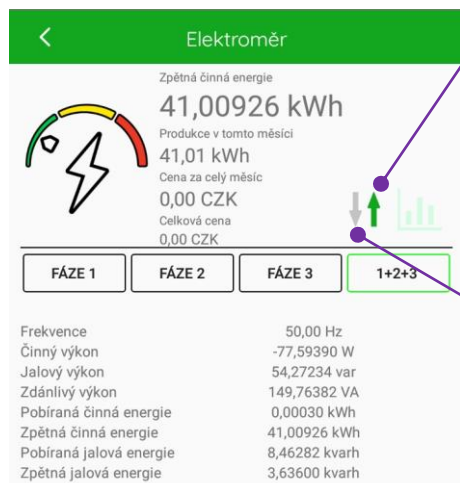 Elektroměr
Zpětná činná energie
41,00926 kWh
Produkce v tomto měsíci
41,01 kWh
Cena za celý měsíc
0,00 CZK
Celková cena
0,00 CZK
FÁZE 1 FÁZE 2 FÁZE 3 1+2+3
Frekvence 50,00 Hz
Činný výkon -77,59390 W
Jalový výkon 54,27234 var
Zdánlivý výkon 149,76382 VA
Pobíraná činná energie 0,00030 kWh
Zpětná činná energie 41,00926 kWh
Pobíraná jalová energie 8,46282 kvarh
Zpětná jalová energie 3,63600 kvarh